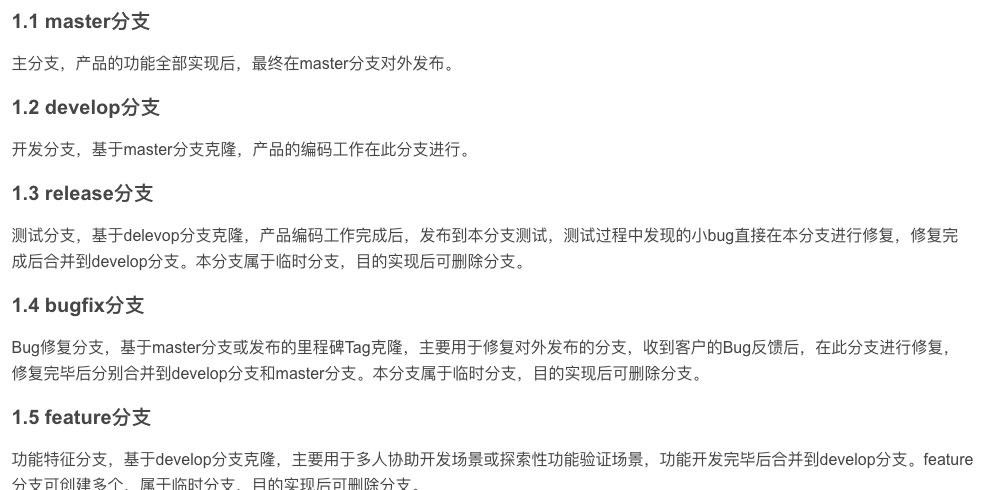 1.1 master分支
主分支，产品的功能全部实现后，最终在master分支对外发布。
1.2 develop分支
开发分支，基于master分支克隆，产品的编码工作在此分支进行。
1.3 release分支
测试分支，基于delevop分支克隆，产品编码工作完成后，发布到本分支测试，测试过程中发现的小bug直接在本分支进行修复，修复完
成后合并到develop分支。本分支属于临时分支，目的实现后可删除分支。
1.4 bugfix分支
Bug修复分支，基于master分支或发布的里程碑Tag克隆，主要用于修复对外发布的分支，收到客户的Bug反馈后，在此分支进行修复，
修复完毕后分别合并到develop分支和master分支。本分支属于临时分支，目的实现后可删除分支。
1.5 feature分支
功能特征分支，基于develop分支克隆，主要用于多人协助开发场景或探索性功能验证场景，功能开发完毕后合并到develop分支。feature
分支可创建多个，属于临时分支，目的实现后可删除分支。